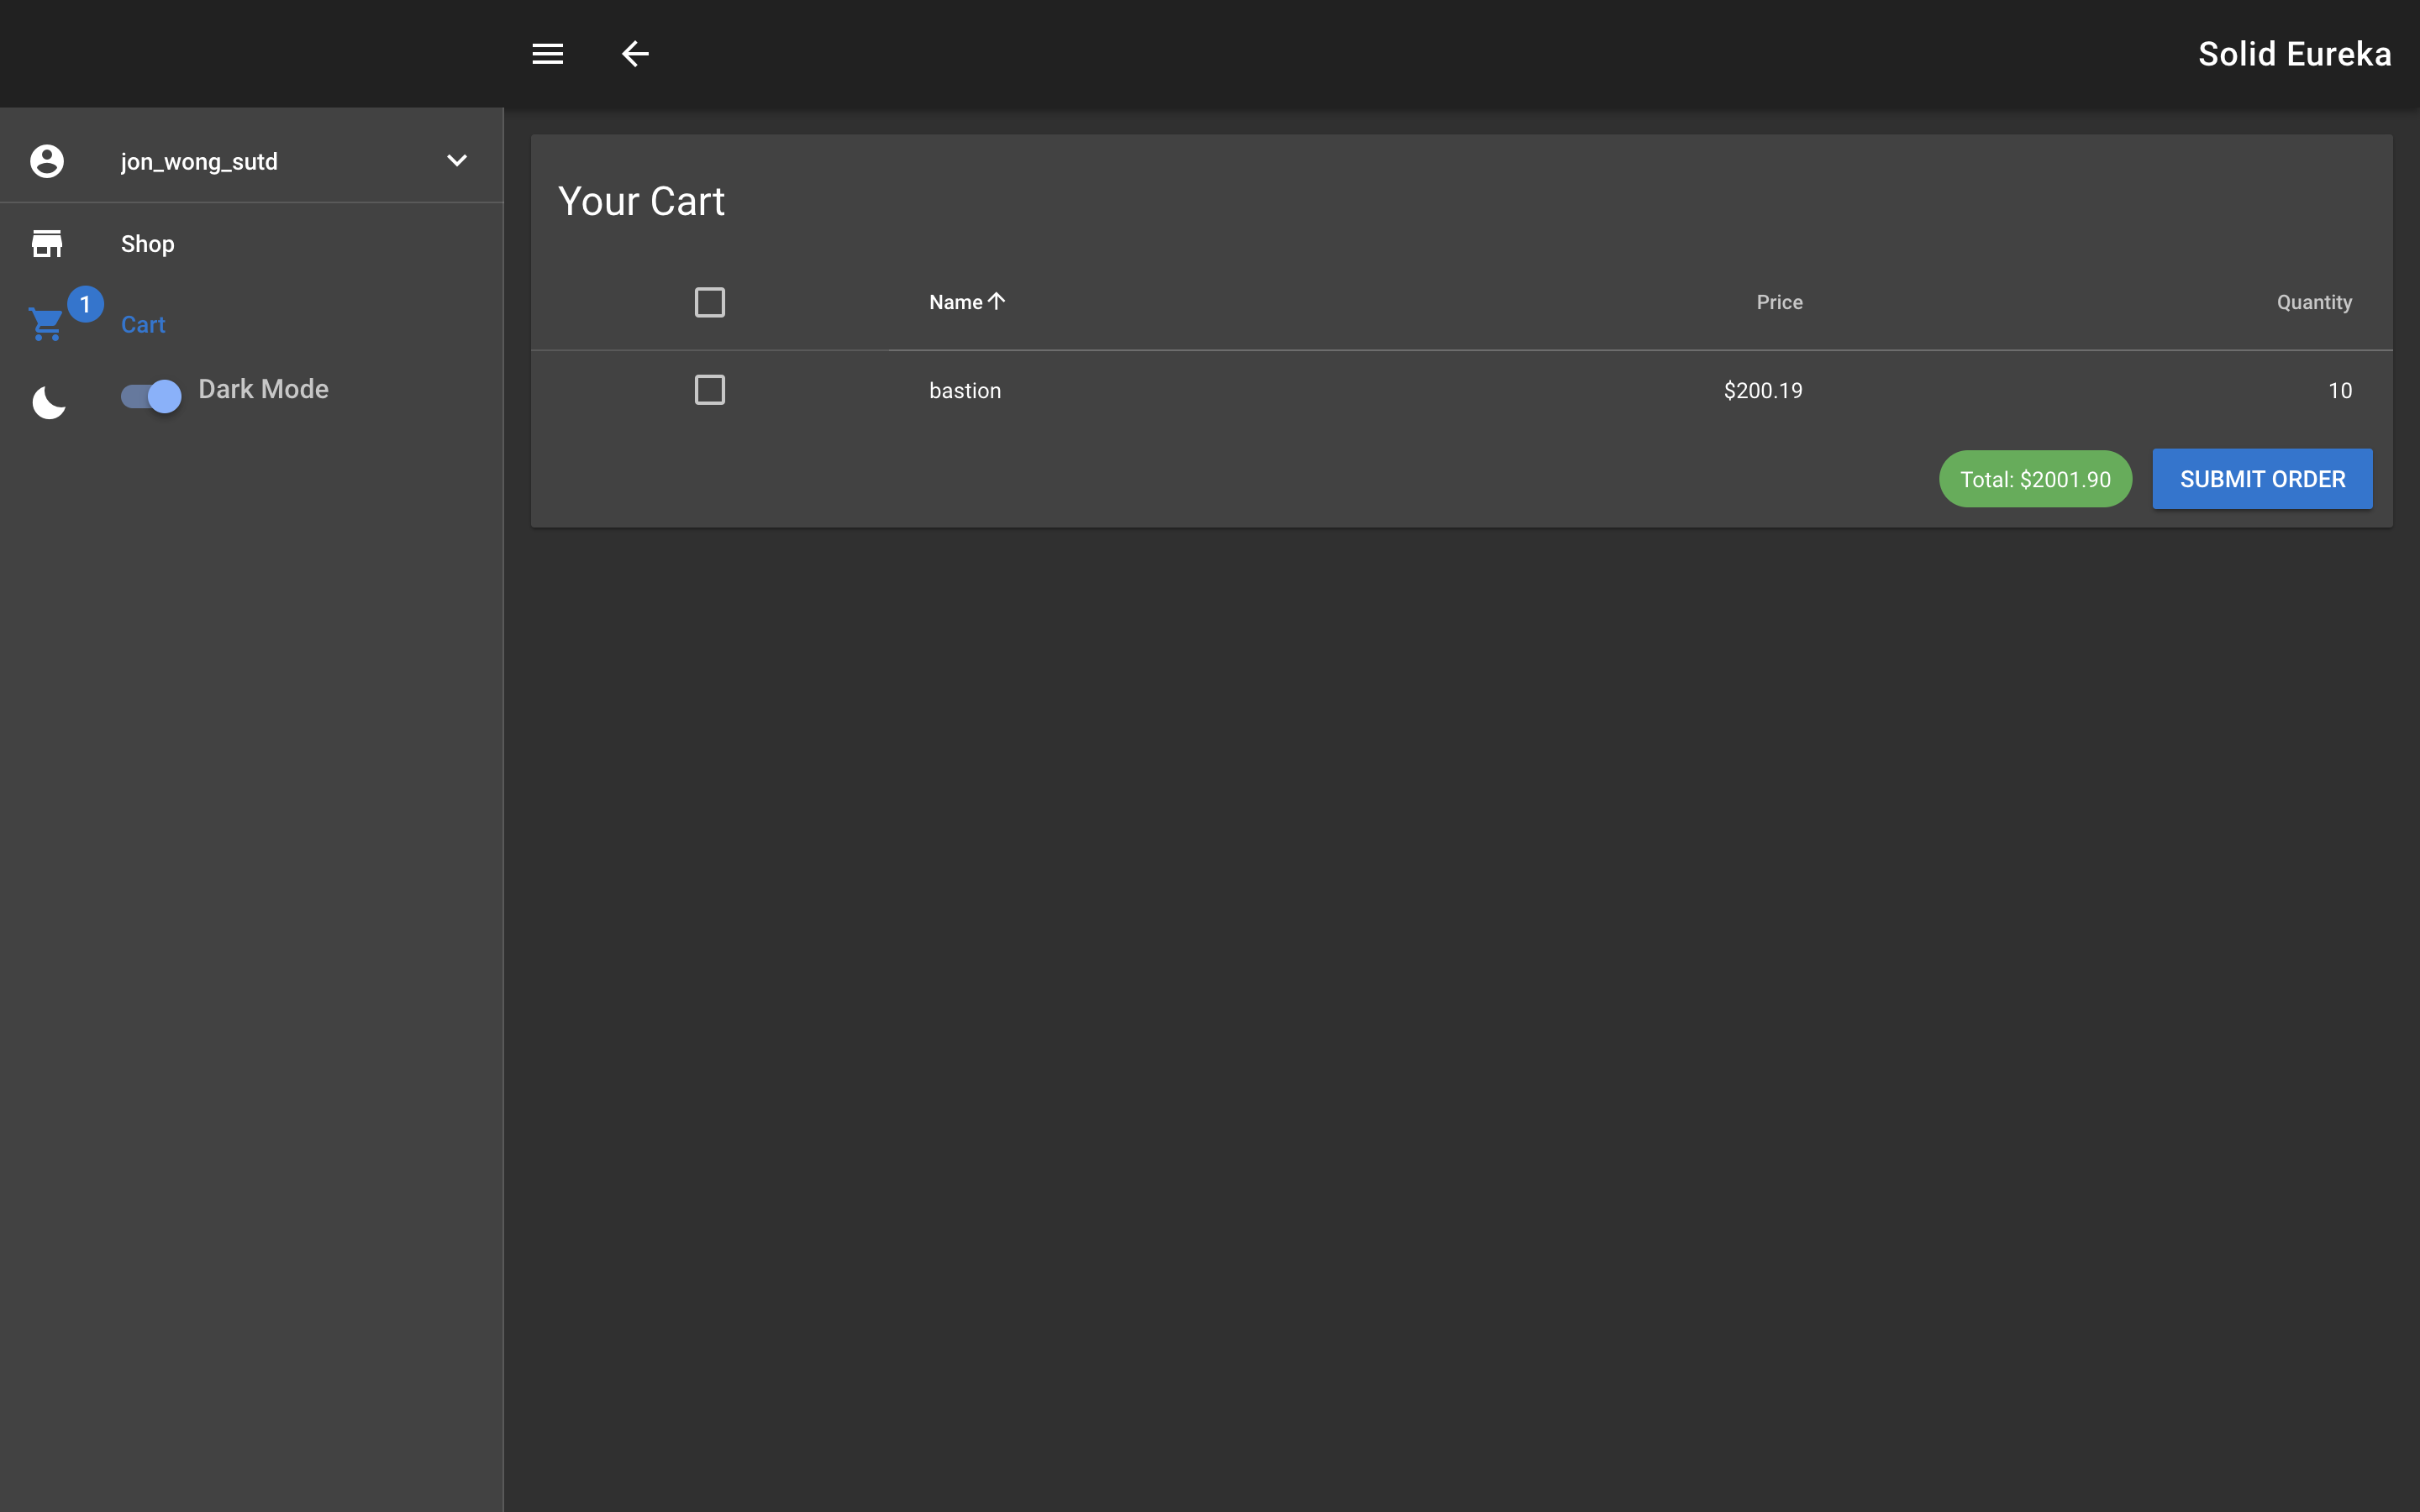 Solid Eureka
jon_wong_sutd
Shop
1
Cart
Dark Mode
Your Cart
Name Price Quantity
bastion $200.19 10
Total: $2001.90 SUBMIT ORDER